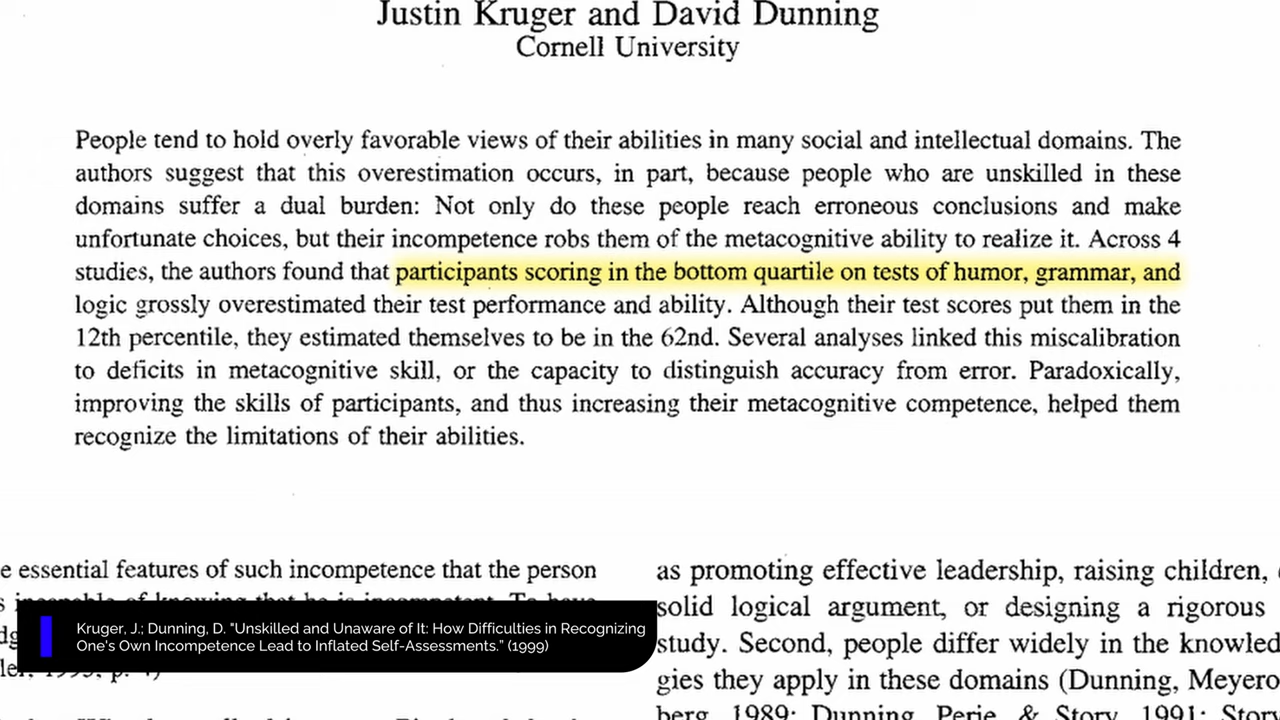 Justin Kruger and David Dunning
Cornell University
People tend to hold overly favorable views of their abilities in many social and intellectual domains. The
authors suggest that this overestimation occurs, in part, because people who are unskilled in these
domains suffer a dual burden: Not only do these people reach erroneous conclusions and make
unfortunate choices, but their incompetence robs them of the metacognitive ability to realize it. Across 4
studies, the authors found that participants scoring in the bottom quartile on tests of humor, grammar, and
logic grossly overestimated their test performance and ability. Although their test scores put them in the
12th percentile, they estimated themselves to be in the 62nd. Several analyses linked this miscalibration
to deficits in metacognitive skill, or the capacity to distinguish accuracy from error. Paradoxically,
improving the skills of participants, and thus increasing their metacognitive competence, helped them
recognize the limitations of their abilities.
e essential features of such incompetence that the person
as promoting effective leadership, raising children,
solid logical argument, or designing a rigorous
study. Second, people differ widely in the knowled
gies they apply in these domains (Dunning, Meyero
berg, 1989; Dunning, Perie, & Story, 1991; Story
Kruger, J.; Dunning, D. "Unskilled and Unaware of It: How Difficulties in Recognizing
One's Own Incompetence Lead to Inflated Self-Assessments." (1999)